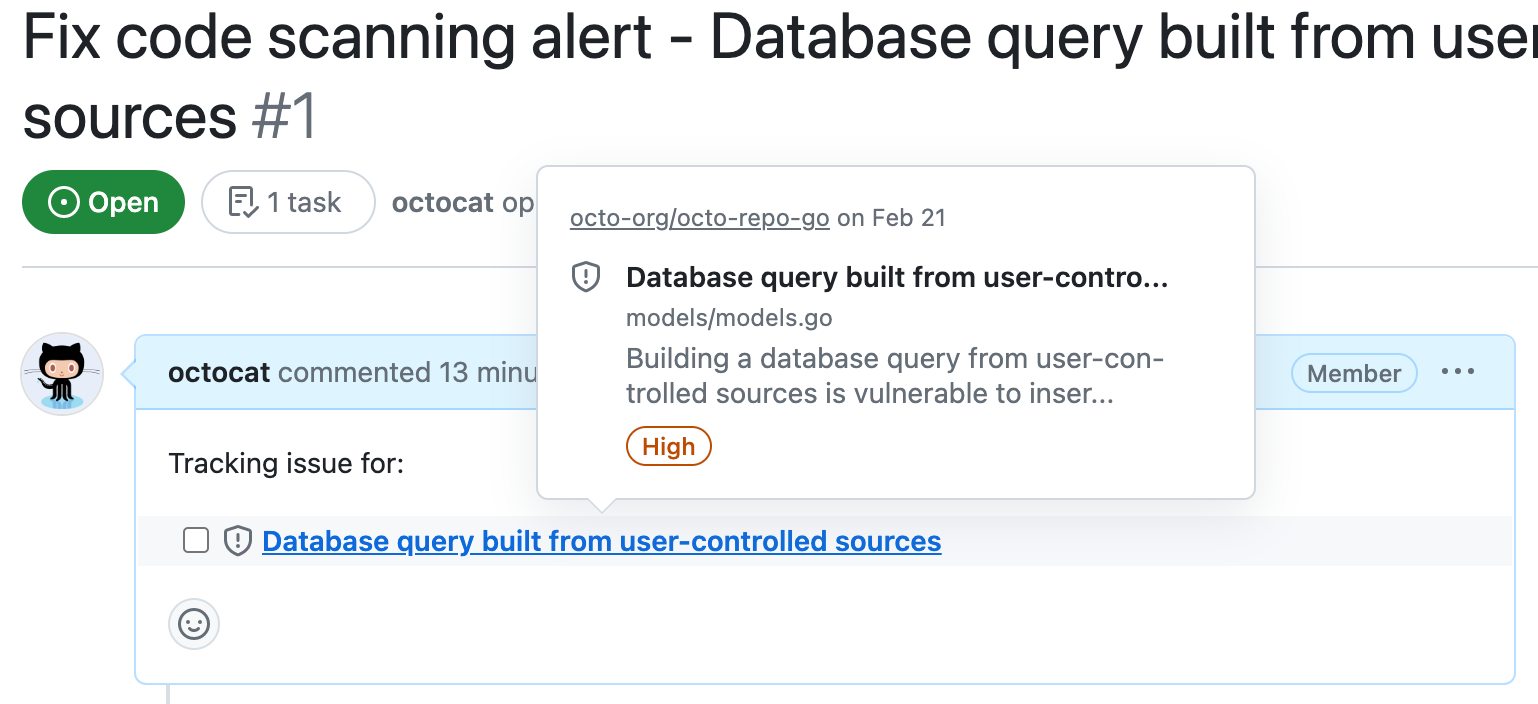 Fix code scanning alert - Database query built from user
sources #1
Open
1 task
octocat op
octo-org/octo-repo-go on Feb 21
Database query built from user-contro...
models/models.go
Building a database query from user-con-
trolled sources is vulnerable to inser...
High
octocat commented 13 minu
Member
Tracking issue for:
Database query built from user-controlled sources